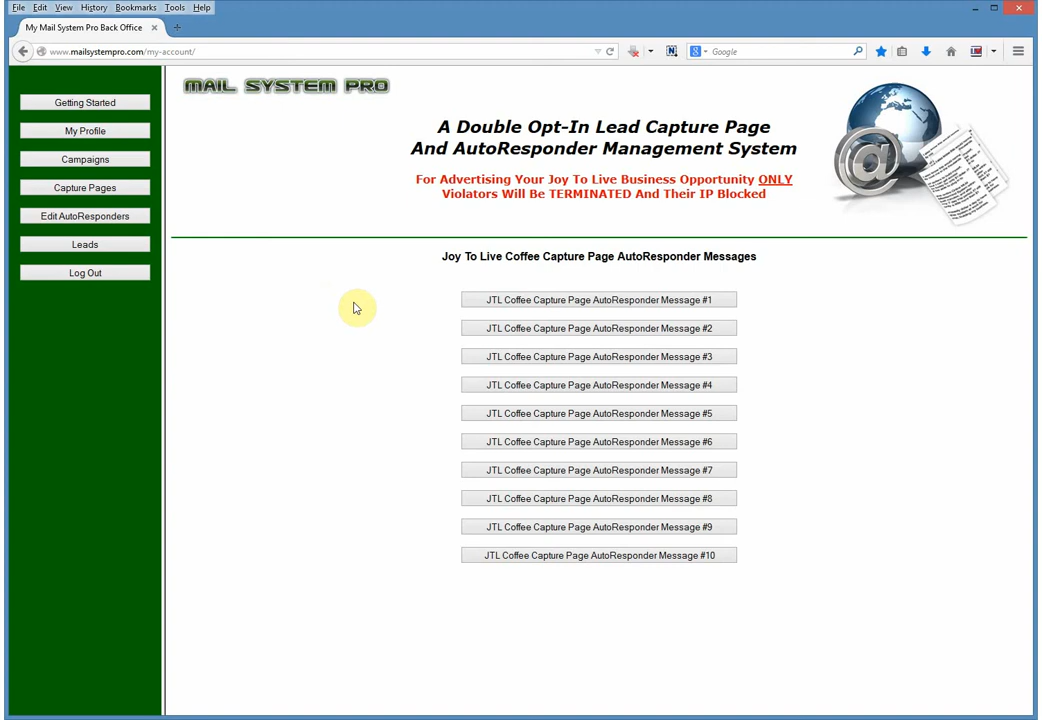 File Edit View History Bookmarks Tools Help
My Mail System Pro Back Office
www.mailsystempro.com/my-account/
Google
Getting Started
My Profile
Campaigns
Capture Pages
Edit AutoResponders
Leads
Log Out
MAIL SYSTEM PRO
A Double Opt-In Lead Capture Page
And AutoResponder Management System
For Advertising Your Joy To Live Business Opportunity ONLY
Violators Will Be TERMINATED And Their IP Blocked
Joy To Live Coffee Capture Page AutoResponder Messages
JTL Coffee Capture Page AutoResponder Message #1
JTL Coffee Capture Page AutoResponder Message #2
JTL Coffee Capture Page AutoResponder Message #3
JTL Coffee Capture Page AutoResponder Message #4
JTL Coffee Capture Page AutoResponder Message #5
JTL Coffee Capture Page AutoResponder Message #6
JTL Coffee Capture Page AutoResponder Message #7
JTL Coffee Capture Page AutoResponder Message #8
JTL Coffee Capture Page AutoResponder Message #9
JTL Coffee Capture Page AutoResponder Message #10